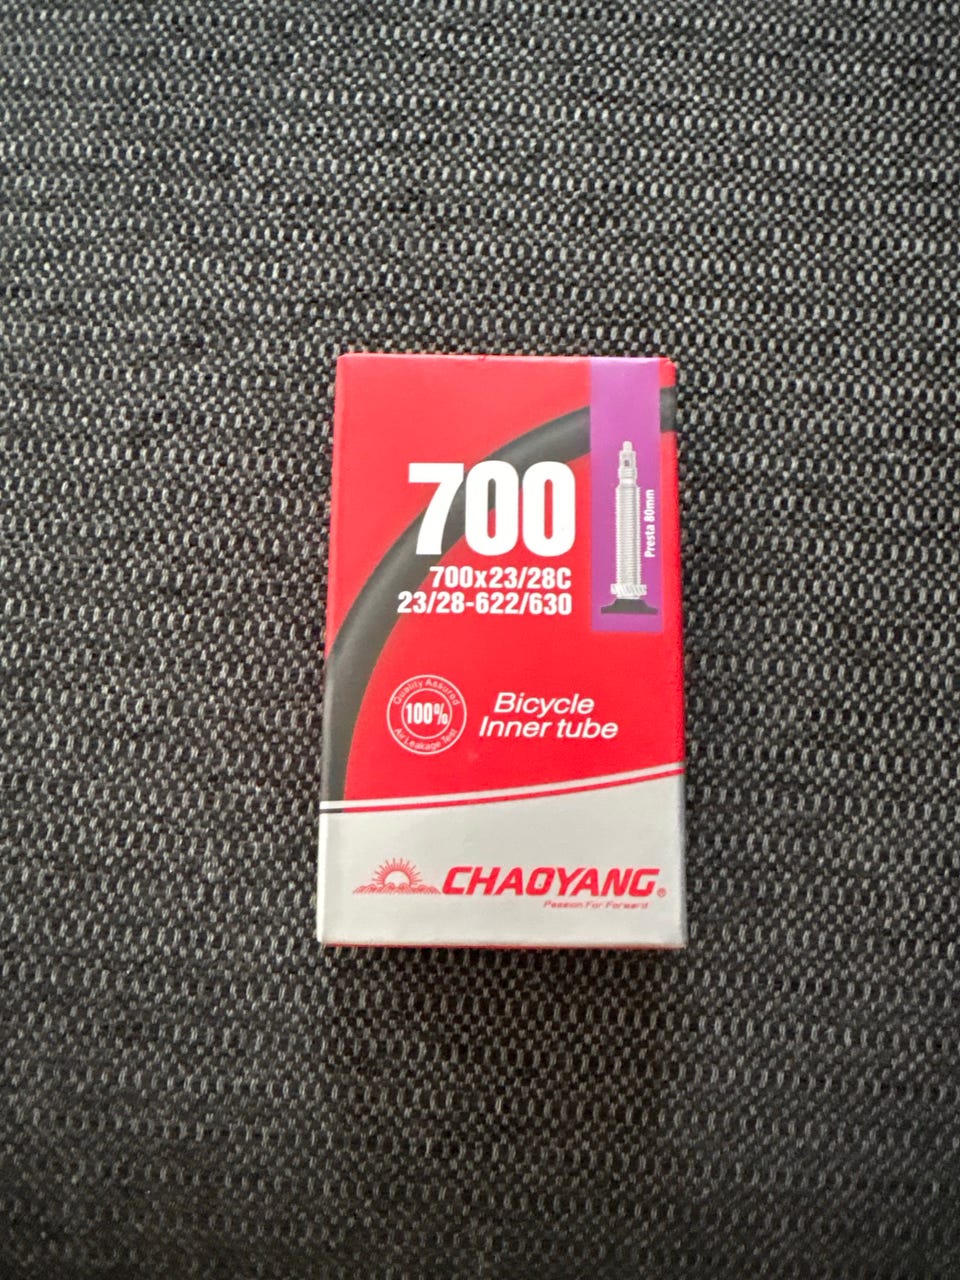 700
700x23/28C
23/28-622/630
Presta 80mm
Quality Assured
100%
Air Leakage Test
Bicycle
Inner tube
CHAOYANG®
Passion For Forward